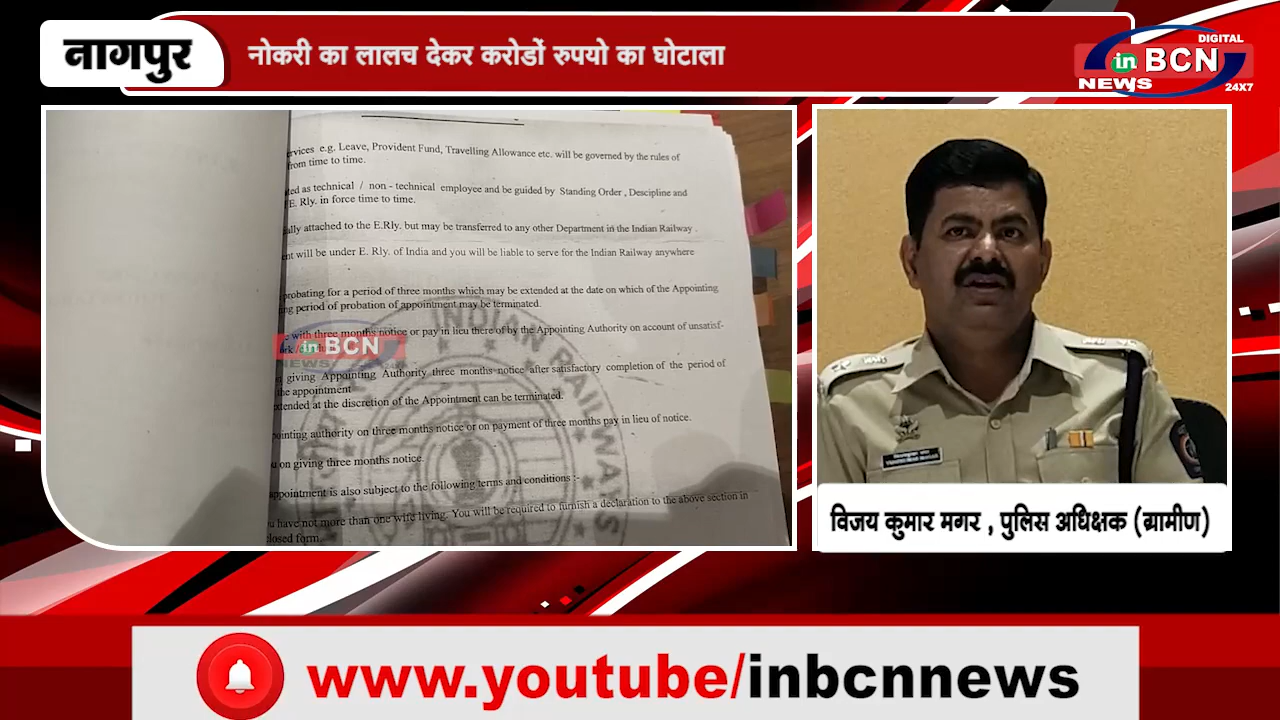 नागपुर
नोकरी का लालच देकर करोडों रुपयो का घोटाला
DIGITAL
in BCN
NEWS
24X7
ervices e.g. Leave, Provident Fund, Travelling Allowance etc. will be governed by the rules of
from time to time.
ted as technical / non - technical employee and be guided by Standing Order , Descipline and
E. Rly. in force time to time.
ally attached to the E.Rly. but may be transferred to any other Department in the Indian Railway .
nt will be under E. Rly. of India and you will be liable to serve for the Indian Railway anywhere
probating for a period of three months which may be extended at the date on which of the Appointing
ng period of probation of appointment may be terminated.
with three months notice or pay in lieu there of by the Appointing Authority on account of unsatisf-
in BCN
NEWS
giving Appointing Authority three months notice after satisfactory completion of the period of
the appointment
xtended at the discretion of the Appointment can be terminated.
ointing authority on three months notice or on payment of three months pay in lieu of notice.
u on giving three months notice.
appointment is also subject to the following terms and conditions :-
u have not more than one wife living. You will be required to furnish a declaration to the above section in
closed form.
INDIAN RAILWAYS
विजय कुमार मगर , पुलिस अधिक्षक (ग्रामीण)
www.youtube/inbcnnews